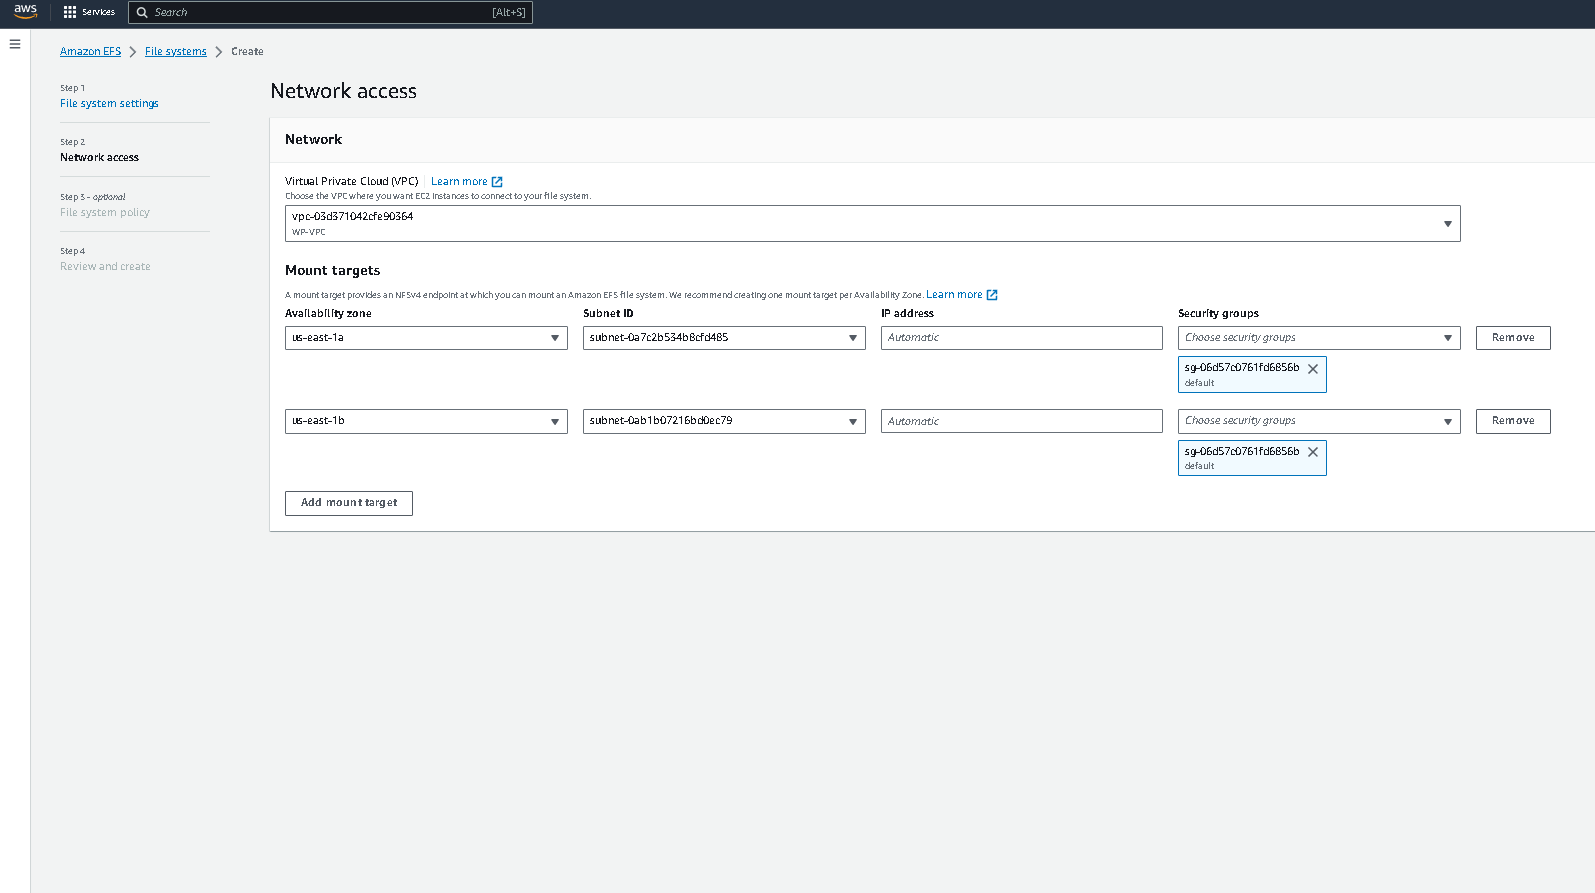 aws
Services
Search
[Alt+S]
Amazon EFS
File systems
Create
Step 1
File system settings
Step 2
Network access
Step 3 - optional
File system policy
Step 4
Review and create
Network access
Network
Virtual Private Cloud (VPC)
Learn more
Choose the VPC where you want EC2 instances to connect to your file system.
vpc-03d371042cfe90364
WP-VPC
Mount targets
A mount target provides an NFSv4 endpoint at which you can mount an Amazon EFS file system. We recommend creating one mount target per Availability Zone. Learn more
Availability zone
Subnet ID
IP address
Security groups
us-east-1a
subnet-0a7c2b534b8cfd485
Automatic
Choose security groups
Remove
sg-06d57c0761fd6856b
default
us-east-1b
subnet-0ab1b07216bd0ec79
Automatic
Choose security groups
Remove
sg-06d57c0761fd6856b
default
Add mount target